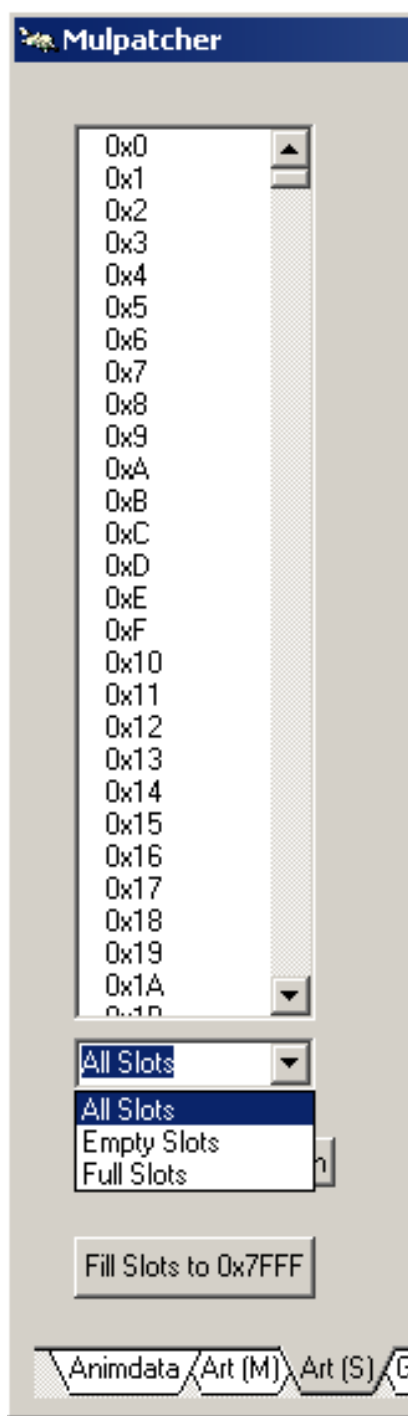 Mulpatcher
0x0
0x1
0x2
0x3
0x4
0x5
0x6
0x7
0x8
0x9
0xA
0xB
0xC
0xD
0xE
0xF
0x10
0x11
0x12
0x13
0x14
0x15
0x16
0x17
0x18
0x19
0x1A
All Slots
All Slots
Empty Slots
Full Slots
Fill Slots to 0x7FFF
Animdata Art (M) Art (S)